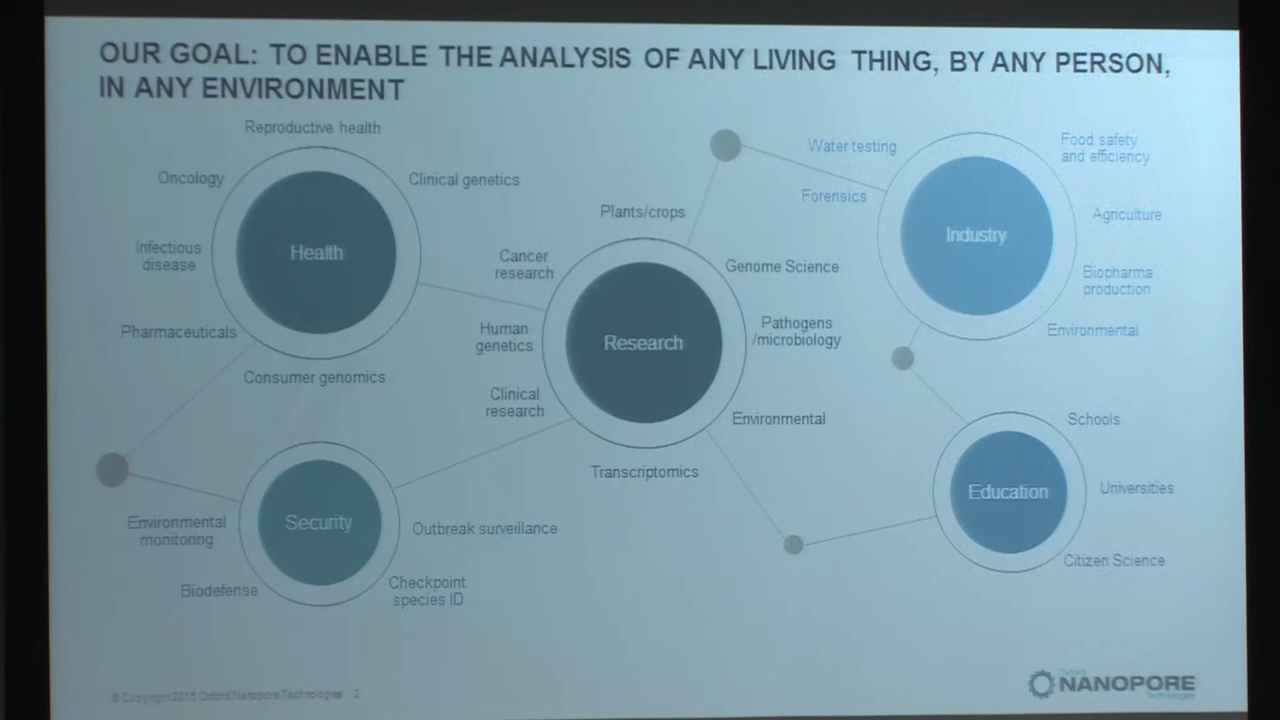 OUR GOAL: TO ENABLE THE ANALYSIS OF ANY LIVING THING, BY ANY PERSON,
IN ANY ENVIRONMENT
Reproductive health
Oncology
Clinical genetics
Infectious
disease
Health
Pharmaceuticals
Consumer genomics
Plants/crops
Cancer
research
Genome Science
Human
genetics
Research
Pathogens
/microbiology
Clinical
research
Environmental
Transcriptomics
Water testing
Food safety
and efficiency
Forensics
Industry
Agriculture
Biopharma
production
Environmental
Security
Environmental
monitoring
Outbreak surveillance
Biodefense
Checkpoint
species ID
Schools
Education
Universities
Citizen Science
© Copyright 2015 Oxford Nanopore Technologies 2
Oxford
NANOPORE
Technologies